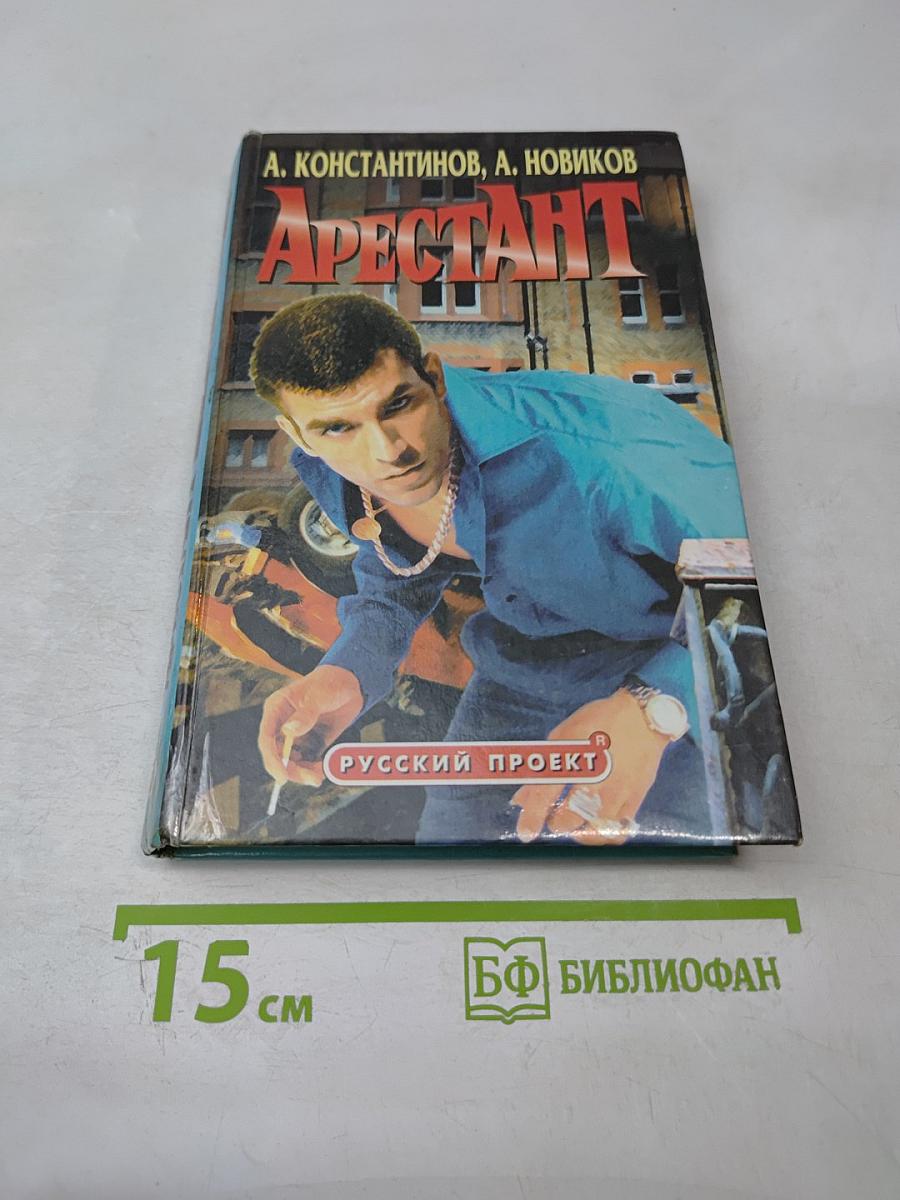 А. КОНСТАНТИНОВ, А. НОВИКОВ
АРЕСТАНТ
РУССКИЙ ПРОЕКТ ®
15 см
БФ БИБЛИОФАН